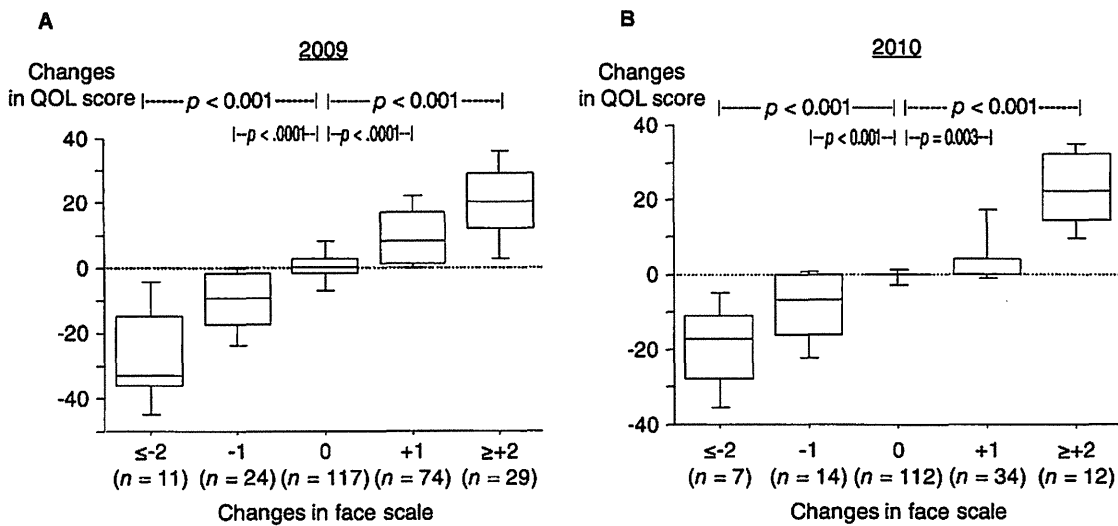 A
2009
Changes
in QOL score
|------ p < 0.001------| |------ p < 0.001------|
|--p < .0001--| |--p < .0001--|
40
20
0
-20
-40
≤-2 -1 0 +1 ≥+2
(n = 11) (n = 24) (n = 117) (n = 74) (n = 29)
Changes in face scale
B
2010
Changes
in QOL score
|------ p < 0.001------| |------ p < 0.001------|
|--p < 0.001--| |--p = 0.003--|
40
20
0
-20
-40
≤-2 -1 0 +1 ≥+2
(n = 7) (n = 14) (n = 112) (n = 34) (n = 12)
Changes in face scale